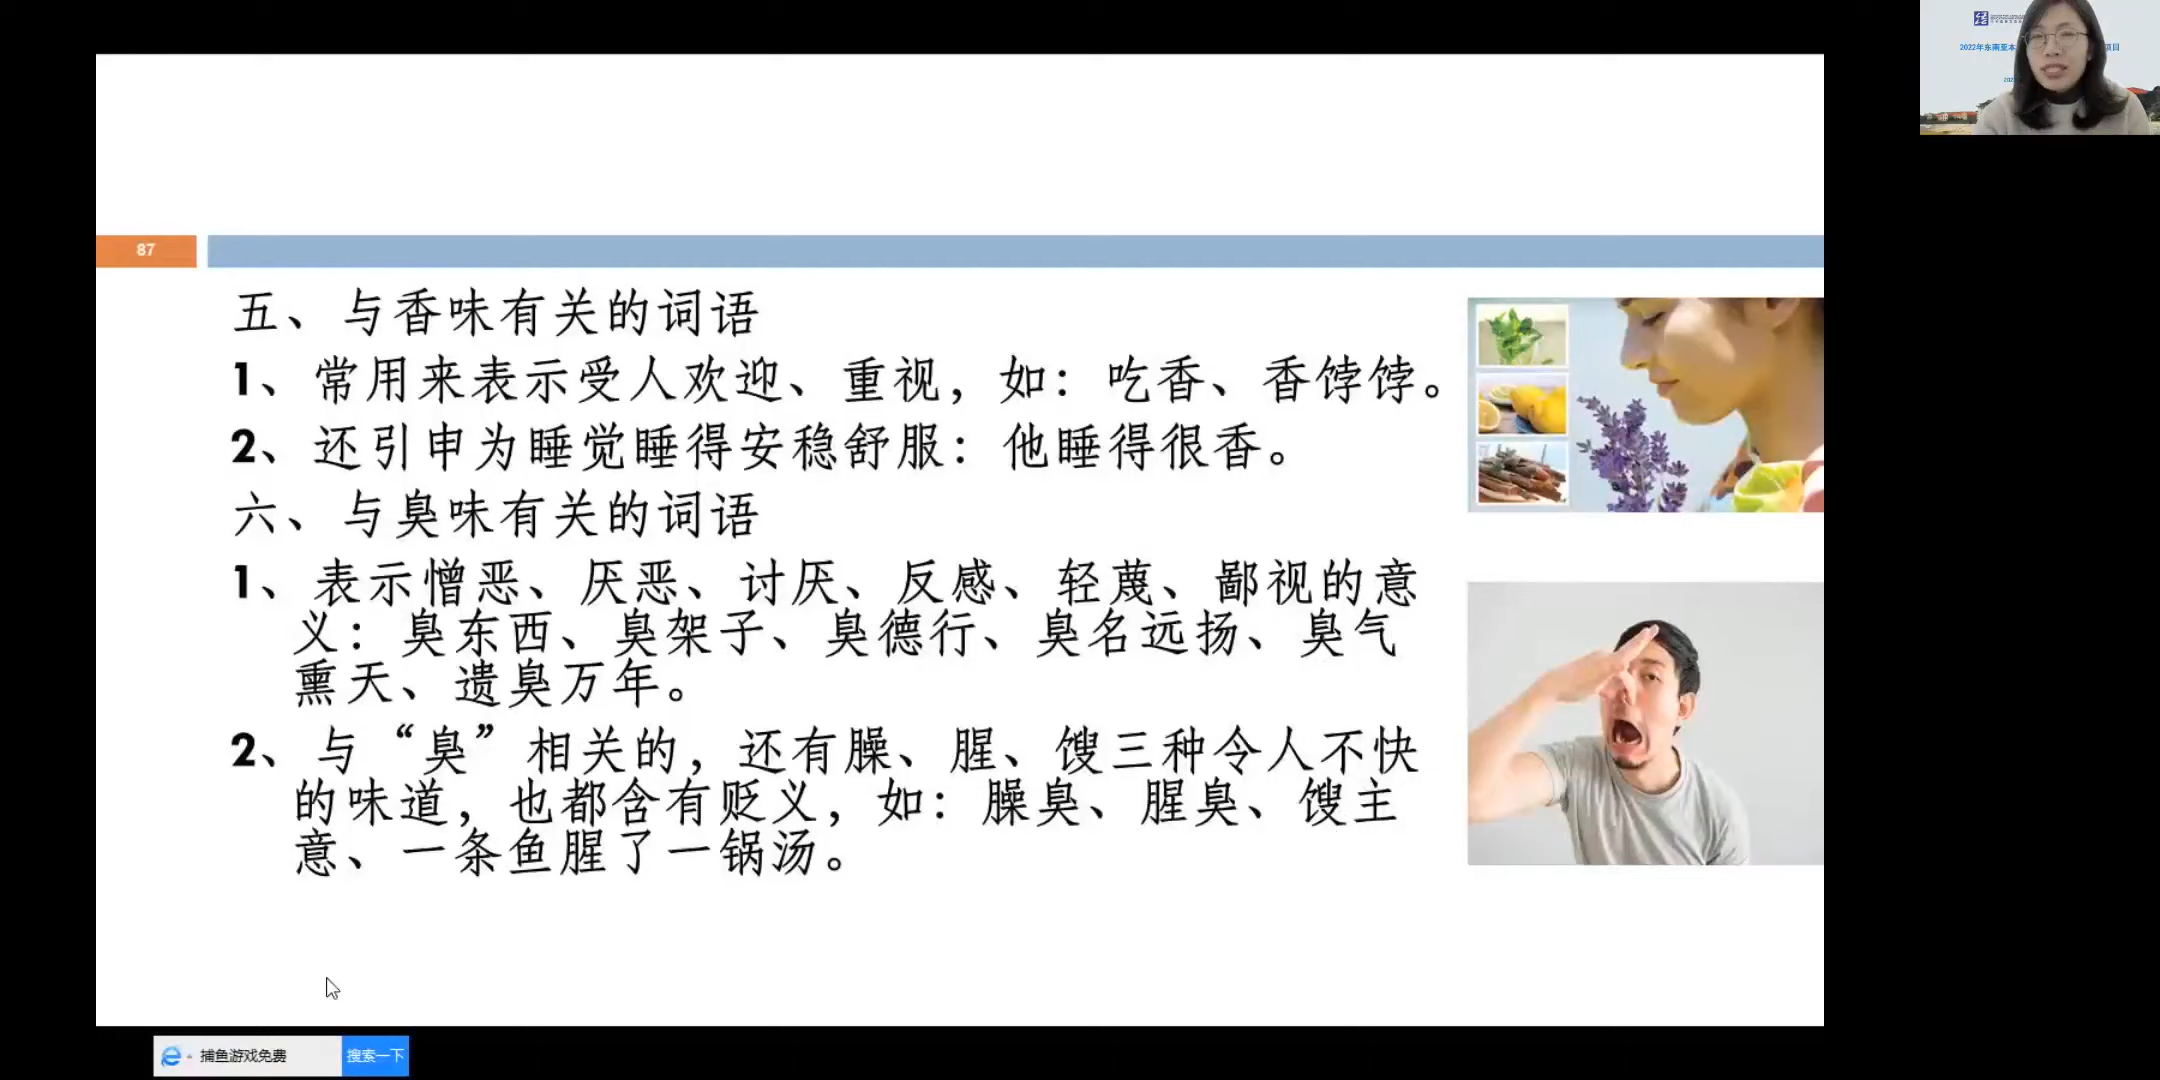 2022年东南亚本
项目
87
五、与香味有关的词语
1、常用来表示受人欢迎、重视，如：吃香、香饽饽。
2、还引申为睡觉睡得安稳舒服：他睡得很香。
六、与臭味有关的词语
1、表示憎恶、厌恶、讨厌、反感、轻蔑、鄙视的意
义：臭东西、臭架子、臭德行、臭名远扬、臭气
熏天、遗臭万年。
2、与“臭”相关的，还有臊、腥、馊三种令人不快
的味道，也都含有贬义，如：臊臭、腥臭、馊主
意、一条鱼腥了一锅汤。
捕鱼游戏免费
搜索一下